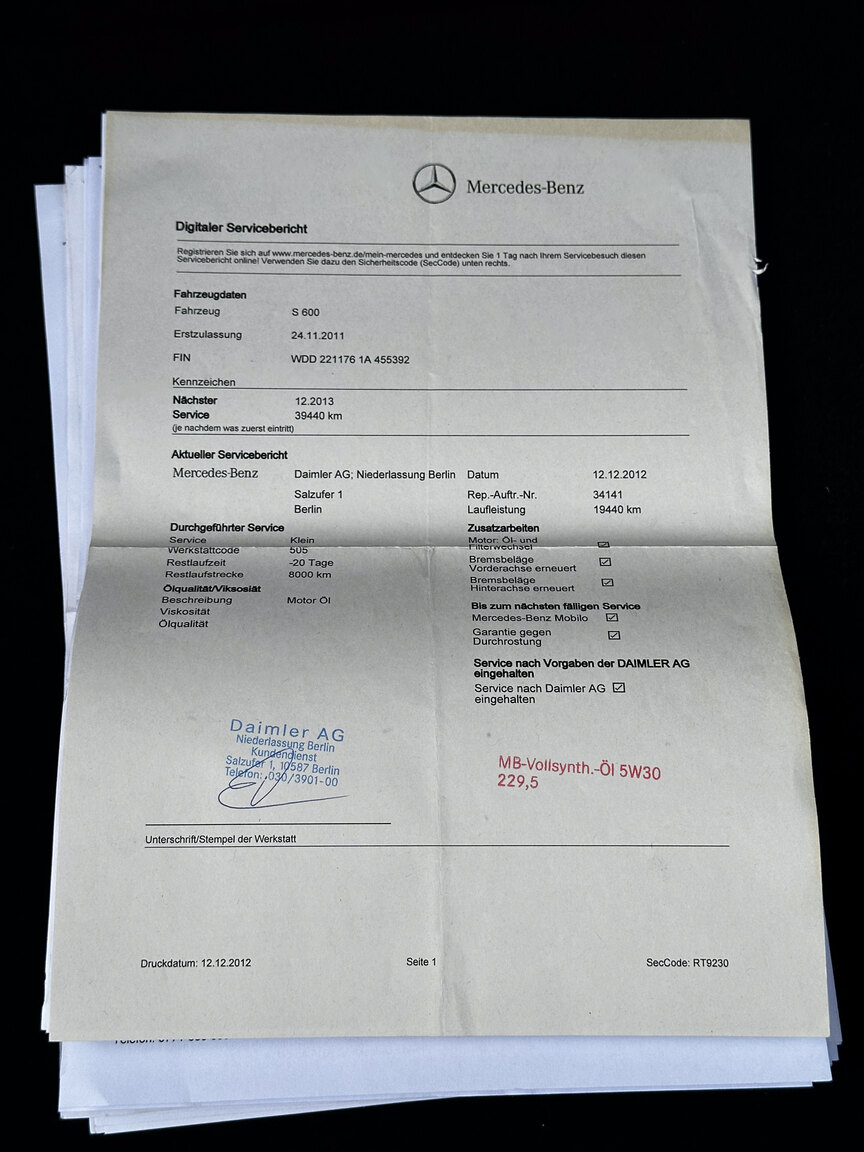 Mercedes-Benz
Digitaler Servicebericht
Registrieren Sie sich auf www.mercedes-benz.de/mein-mercedes und entdecken Sie 1 Tag nach Ihrem Servicebesuch diesen
Servicebericht online! Verwenden Sie dazu den Sicherheitscode (SecCode) unten rechts.
Fahrzeugdaten
Fahrzeug S 600
Erstzulassung 24.11.2011
FIN WDD 221176 1A 455392
Kennzeichen
Nächster 12.2013
Service 39440 km
(je nachdem was zuerst eintritt)
Aktueller Servicebericht
Mercedes-Benz Daimler AG; Niederlassung Berlin Datum 12.12.2012
Salzufer 1 Rep.-Auftr.-Nr. 34141
Berlin Laufleistung 19440 km
Durchgeführter Service
Service Klein
Werkstattcode 505
Restlaufzeit -20 Tage
Restlaufstrecke 8000 km
Ölqualität/Viksosiät
Beschreibung Motor Öl
Viskosität
Ölqualität
Zusatzarbeiten
Motor: Öl- und
Filterwechsel
Bremsbeläge
Vorderachse erneuert
Bremsbeläge
Hinterachse erneuert
Bis zum nächsten fälligen Service
Mercedes-Benz Mobilo
Garantie gegen
Durchrostung
Service nach Vorgaben der DAIMLER AG
eingehalten
Service nach Daimler AG
eingehalten
Daimler AG
Niederlassung Berlin
Kundendienst
Salzufer 1, 10587 Berlin
Telefon: 030/3901-00
MB-Vollsynth.-Öl 5W30
229,5
Unterschrift/Stempel der Werkstatt
Druckdatum: 12.12.2012 Seite 1 SecCode: RT9230